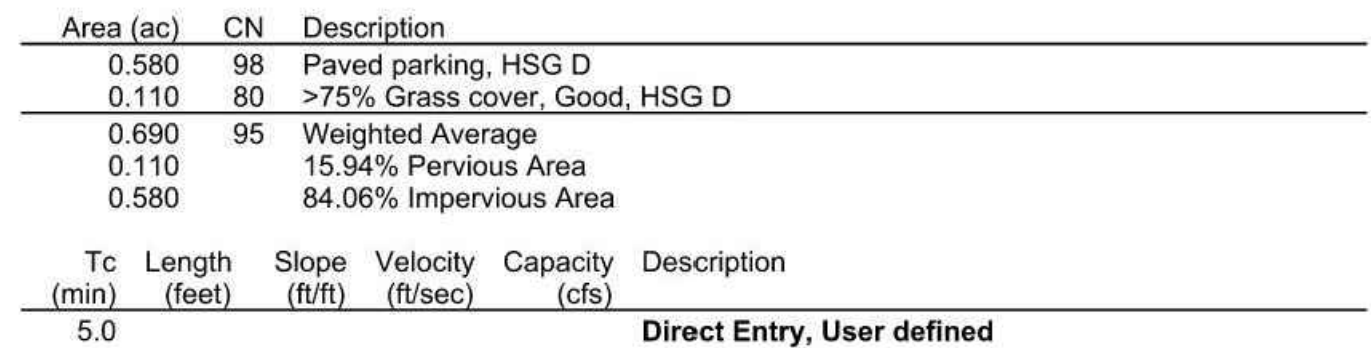 Area (ac) CN Description
0.580 98 Paved parking, HSG D
0.110 80 >75% Grass cover, Good, HSG D
0.690 95 Weighted Average
0.110 15.94% Pervious Area
0.580 84.06% Impervious Area
Tc Length Slope Velocity Capacity Description
(min) (feet) (ft/ft) (ft/sec) (cfs)
5.0 Direct Entry, User defined